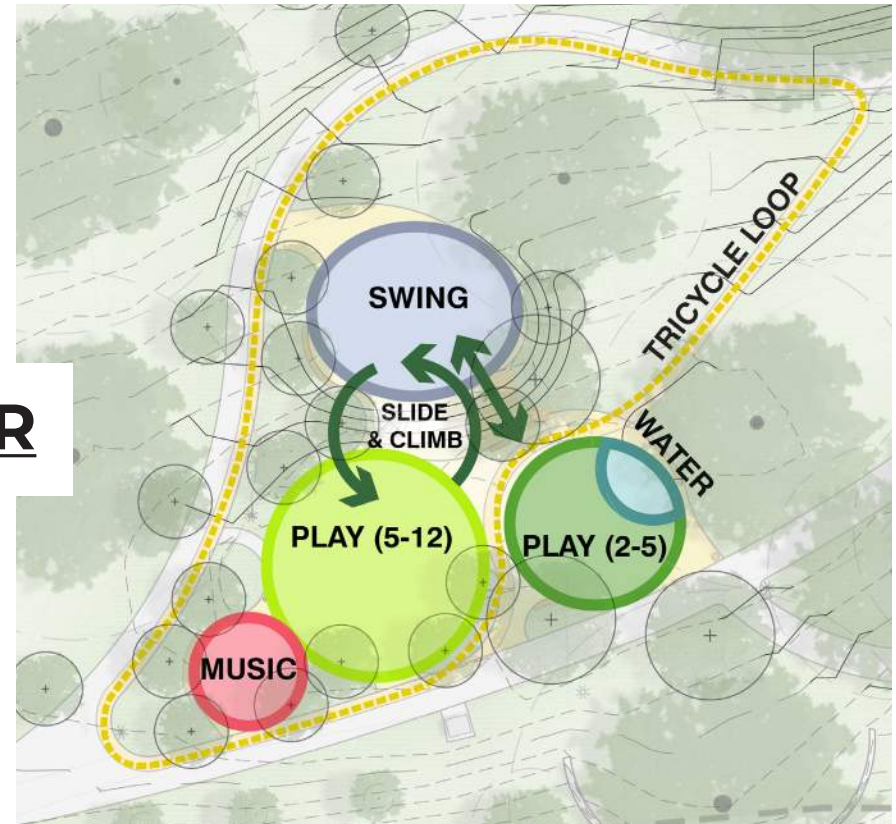 SWING
TRICYCLE LOOP
R
SLIDE
& CLIMB
WATER
PLAY (5-12)
PLAY (2-5)
MUSIC